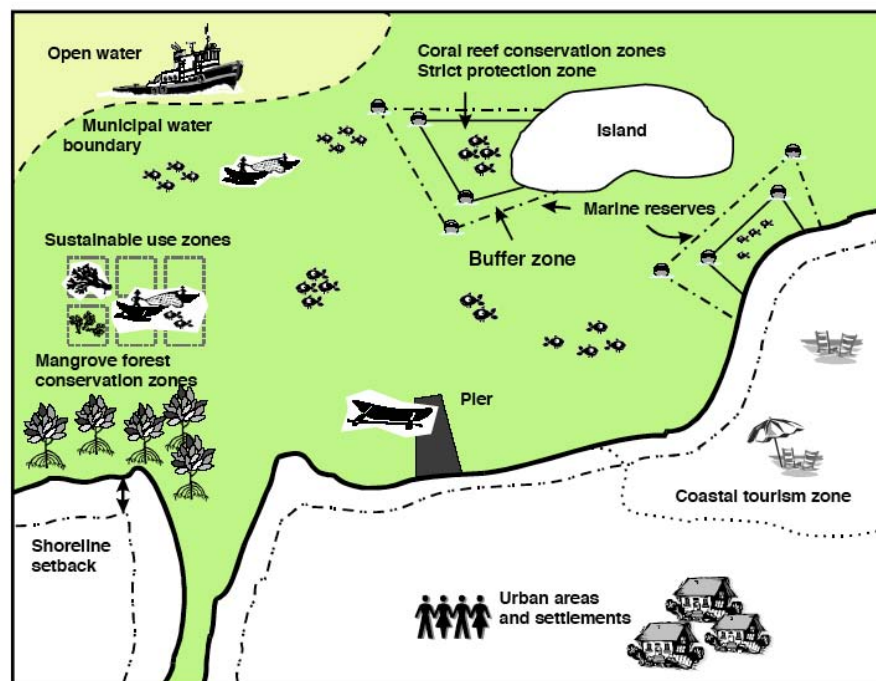 Open water
Coral reef conservation zones
Strict protection zone
Municipal water
boundary
Island
Marine reserves
Sustainable use zones
Buffer zone
Mangrove forest
conservation zones
Pier
Coastal tourism zone
Shoreline
setback
Urban areas
and settlements